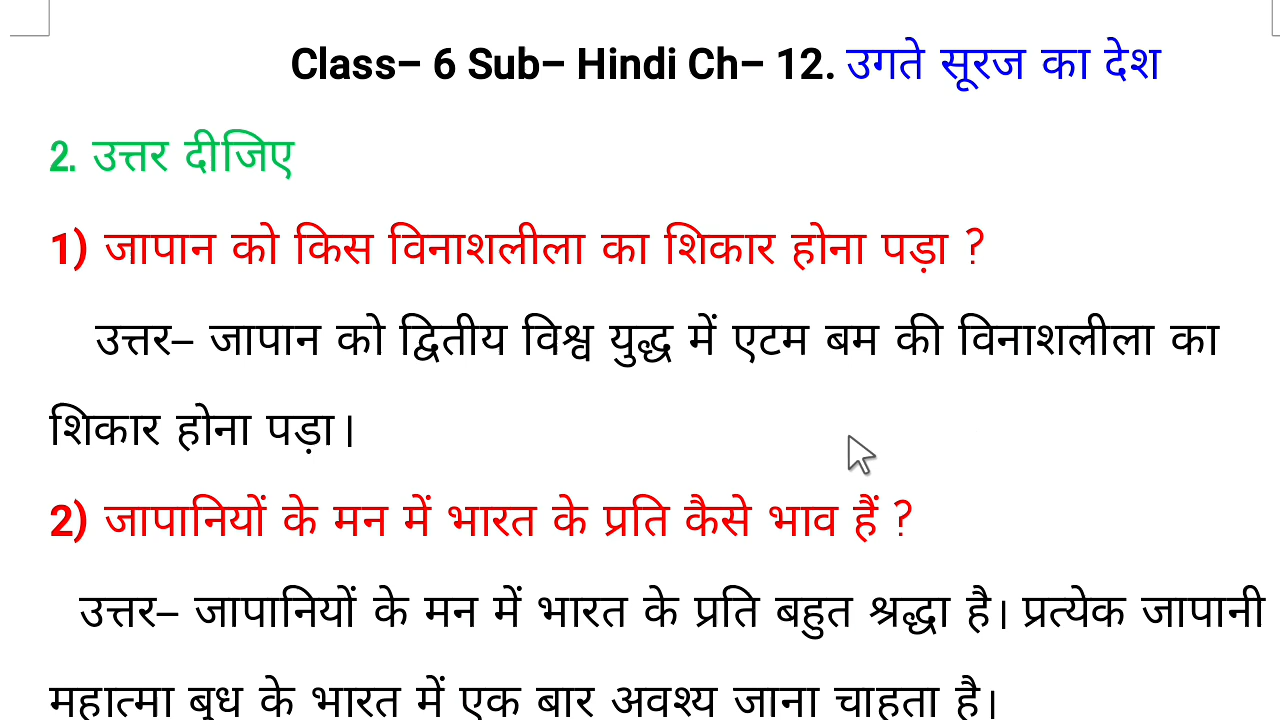 Class– 6 Sub– Hindi Ch– 12. उगते सूरज का देश
2. उत्तर दीजिए
1) जापान को किस विनाशलीला का शिकार होना पड़ा ?
उत्तर– जापान को द्वितीय विश्व युद्ध में एटम बम की विनाशलीला का
शिकार होना पड़ा।
2) जापानियों के मन में भारत के प्रति कैसे भाव हैं ?
उत्तर– जापानियों के मन में भारत के प्रति बहुत श्रद्धा है। प्रत्येक जापानी
महात्मा बुध के भारत में एक बार अवश्य जाना चाहता है।